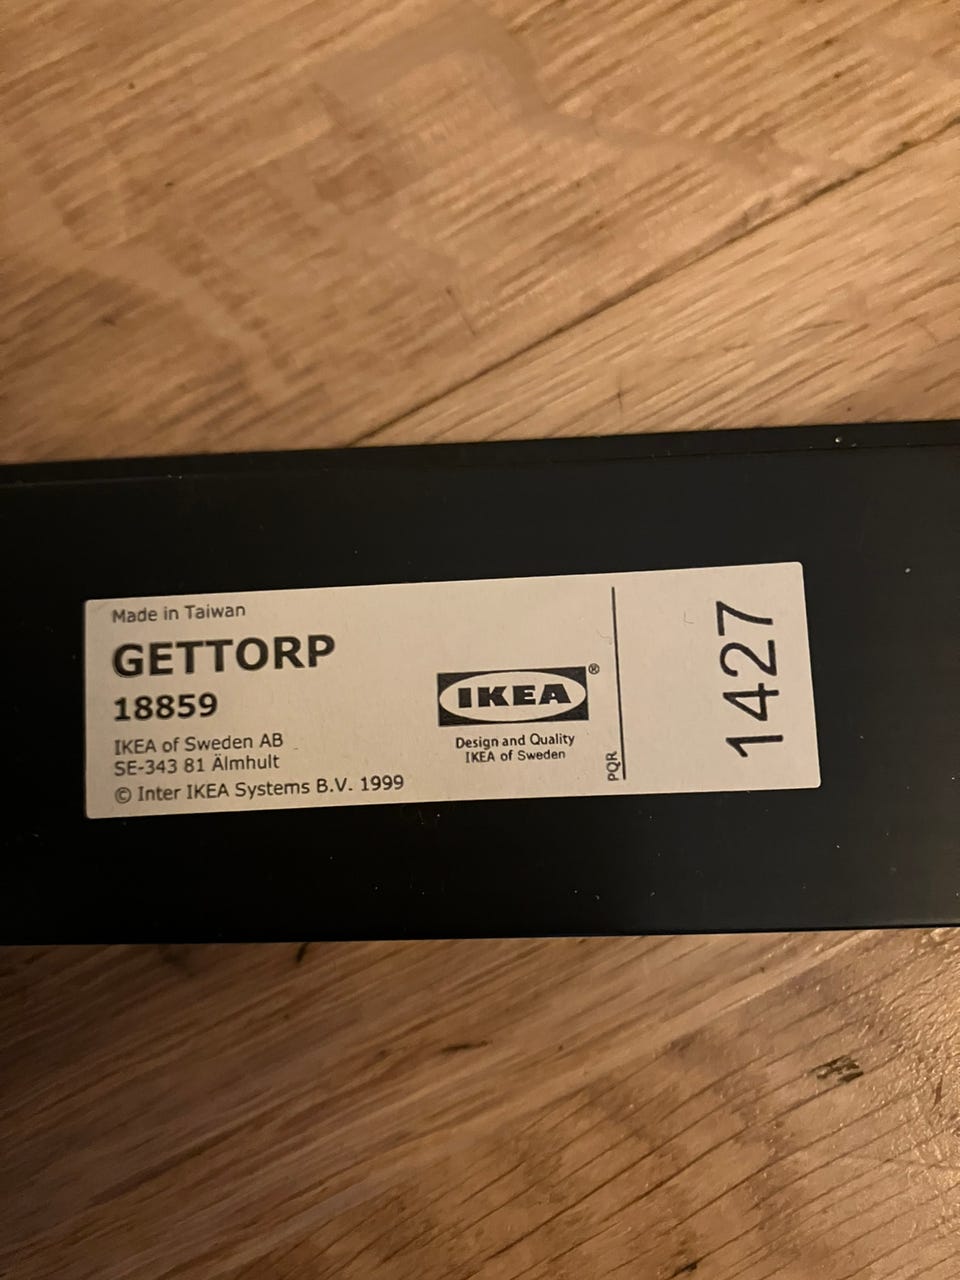 Made in Taiwan
GETTORP
18859
IKEA of Sweden AB
SE-343 81 Älmhult
© Inter IKEA Systems B.V. 1999
IKEA®
Design and Quality
IKEA of Sweden
PQR
1427